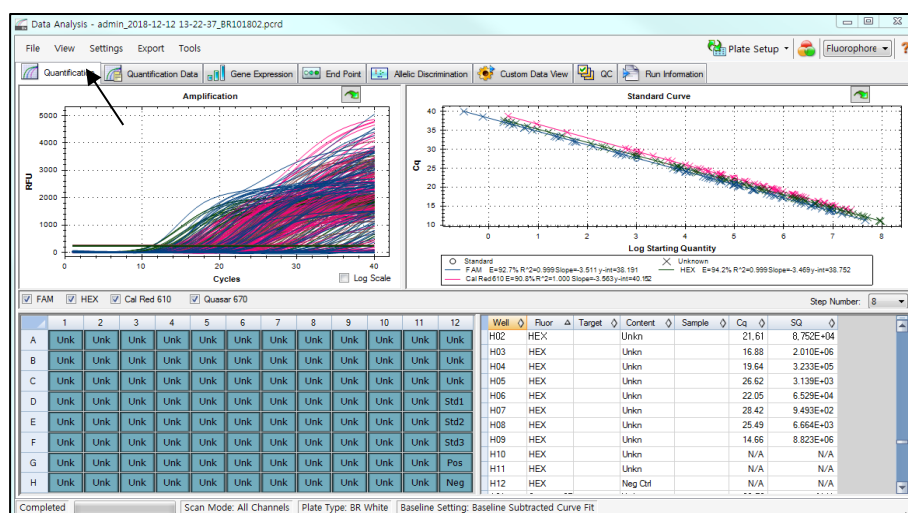 Data Analysis - admin_2018-12-12 13-22-37_BR101802.pcrd
File View Settings Export Tools Plate Setup Fluorophore ?
Quantification Data Gene Expression End Point Allelic Discrimination Custom Data View QC Run Information
Amplification
5000
4000
3000
2000
1000
0
RFU
0 10 20 30 40
Cycles
Log Scale
Standard Curve
40
35
30
25
20
15
10
Cq
0 1 2 3 4 5 6 7 8
Log Starting Quantity
O Standard X Unknown
FAM E=92.7% R^2=0.999 Slope=-3.511 y-int=38.191 HEX E=94.2% R^2=0.999 Slope=-3.469 y-int=38.752
Cal Red 610 E=90.8% R^2=1.000 Slope=-3.563 y-int=40.152
FAM HEX Cal Red 610 Quasar 670 Step Number: 8
1 2 3 4 5 6 7 8 9 10 11 12
A Unk Unk Unk Unk Unk Unk Unk Unk Unk Unk Unk Unk
B Unk Unk Unk Unk Unk Unk Unk Unk Unk Unk Unk Unk
C Unk Unk Unk Unk Unk Unk Unk Unk Unk Unk Unk Unk
D Unk Unk Unk Unk Unk Unk Unk Unk Unk Unk Unk Std1
E Unk Unk Unk Unk Unk Unk Unk Unk Unk Unk Unk Std2
F Unk Unk Unk Unk Unk Unk Unk Unk Unk Unk Unk Std3
G Unk Unk Unk Unk Unk Unk Unk Unk Unk Unk Unk Pos
H Unk Unk Unk Unk Unk Unk Unk Unk Unk Unk Unk Neg
Well Fluor Target Content Sample Cq SQ
H02 HEX Unkn 21.61 8,752E+04
H03 HEX Unkn 16.88 2.010E+06
H04 HEX Unkn 19.64 3.233E+05
H05 HEX Unkn 26.62 3.139E+03
H06 HEX Unkn 22.05 6.529E+04
H07 HEX Unkn 28.42 9.493E+02
H08 HEX Unkn 25.49 6.664E+03
H09 HEX Unkn 14.66 8.823E+06
H10 HEX Unkn N/A N/A
H11 HEX Unkn N/A N/A
H12 HEX Neg Ctrl N/A N/A
Completed Scan Mode: All Channels Plate Type: BR White Baseline Setting: Baseline Subtracted Curve Fit